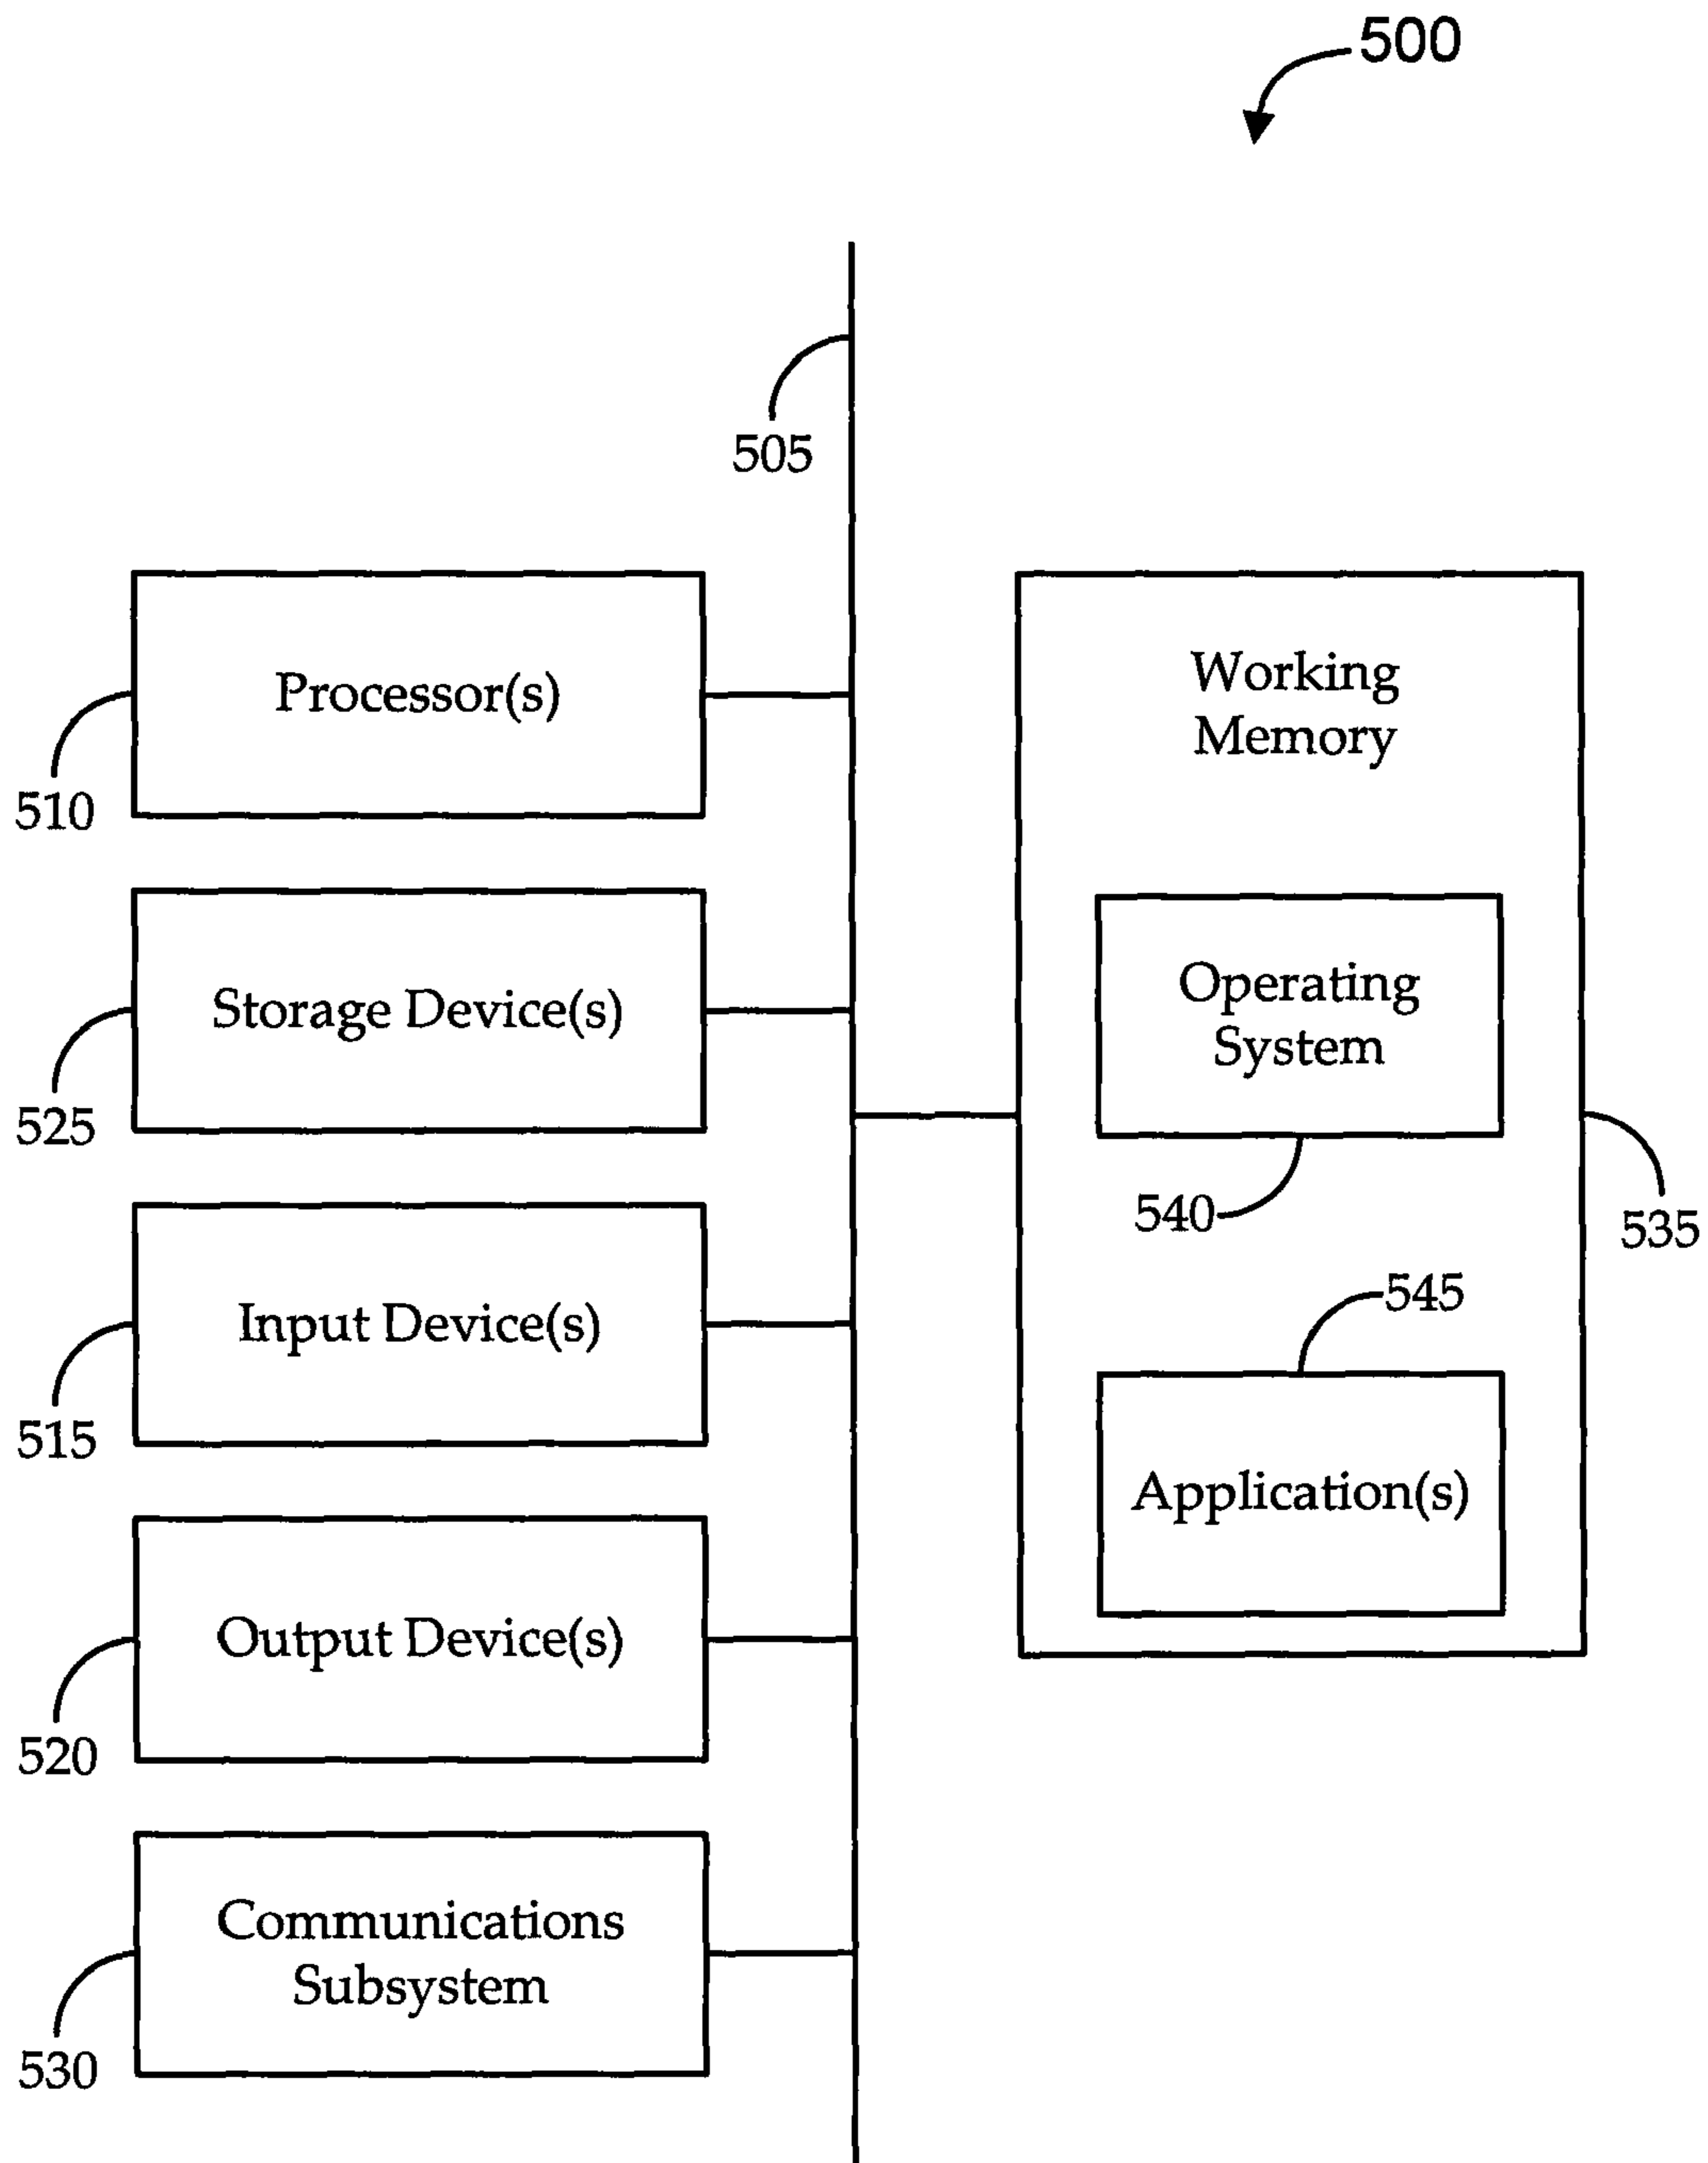 500
505
Processor(s)
510
Storage Device(s)
525
Input Device(s)
515
Output Device(s)
520
Communications
Subsystem
530
Working
Memory
Operating
System
540
535
545
Application(s)